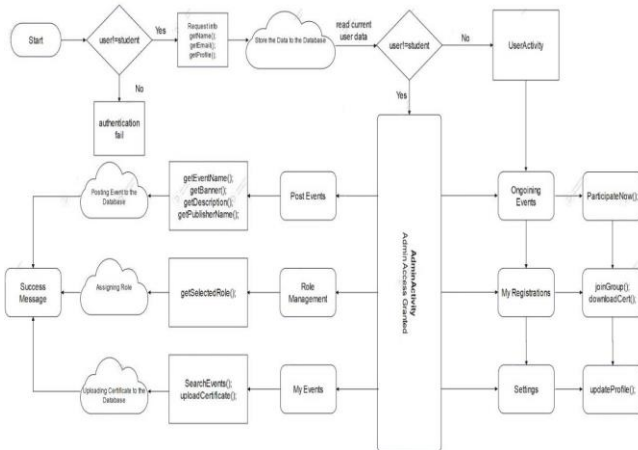 Start
user!=student
Yes
Request info
getName();
getEmail();
getProfile();
Store the Data to the Database
read current
user data
user!=student
No
UserActivity
No
authentication
fail
Yes
Posting Event to the
Database
getEventName();
getBanner();
getDescription();
getPublisherName();
Post Events
AdminActivity
Admin Access Granted
Ongoining
Events
ParticipateNow();
Success
Message
Assigning Role
getSelectedRole();
Role
Management
My Registrations
joinGroup();
downloadCert();
Uploading Certificate to the
Database
SearchEvents();
uploadCertificate();
My Events
Settings
updateProfile();